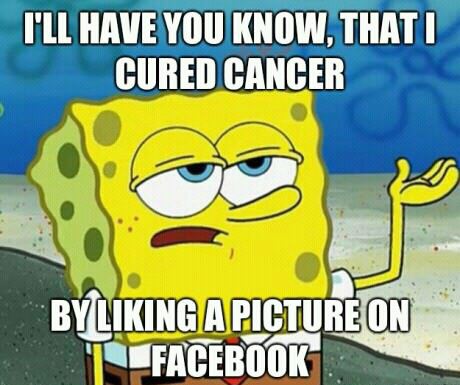 I'LL HAVE YOU KNOW, THAT I
CURED CANCER
BY LIKING A PICTURE ON
FACEBOOK